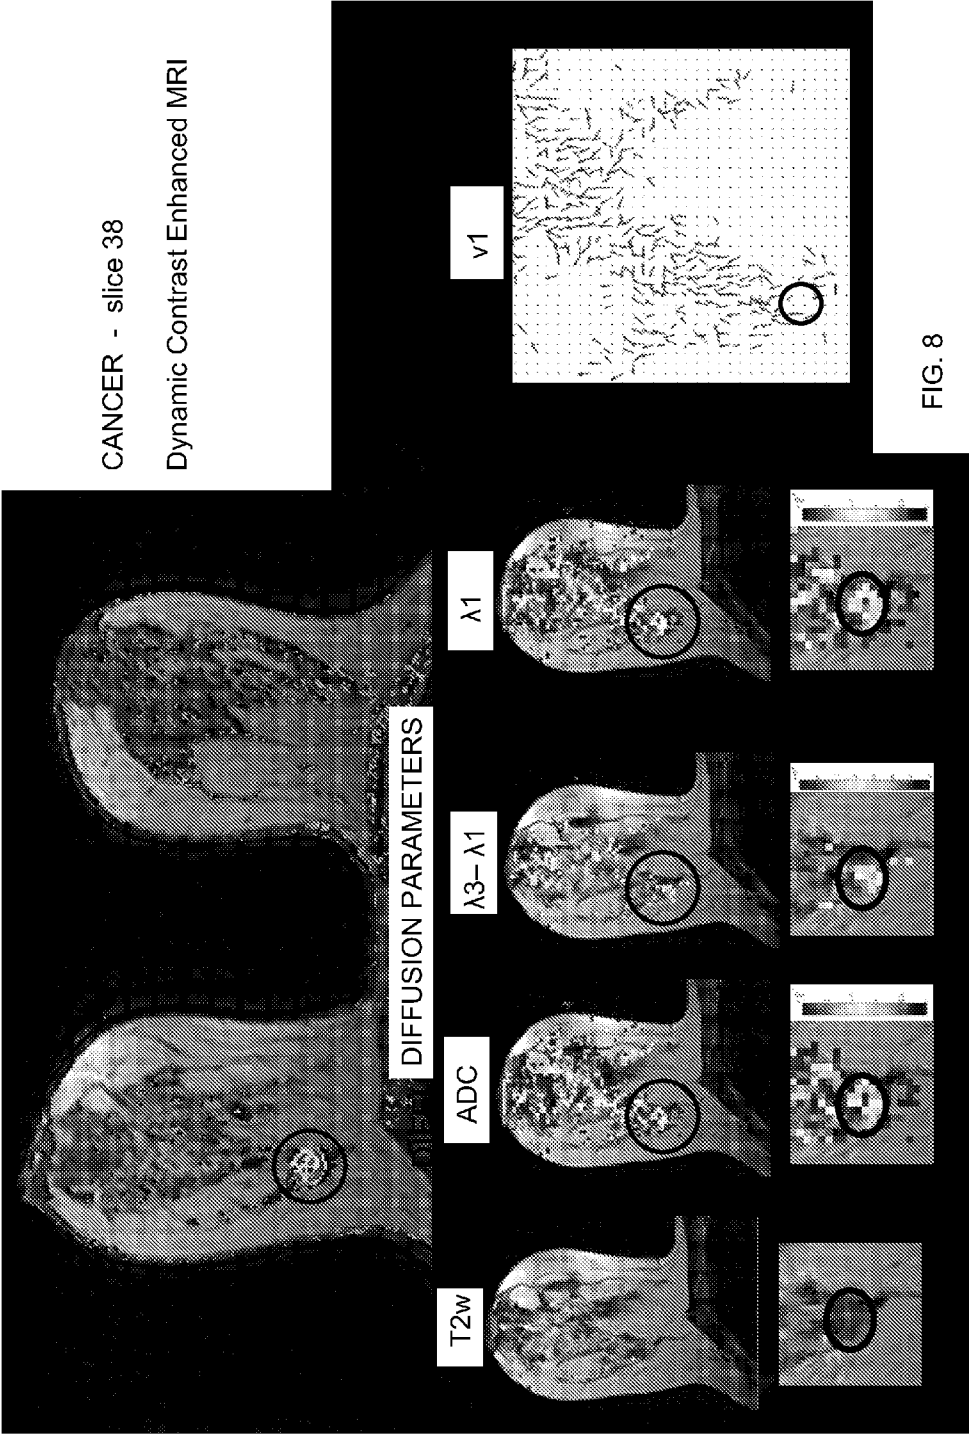 CANCER - slice 38
Dynamic Contrast Enhanced MRI
DIFFUSION PARAMETERS
T2w
ADC
λ3– λ1
λ1
v1
FIG. 8